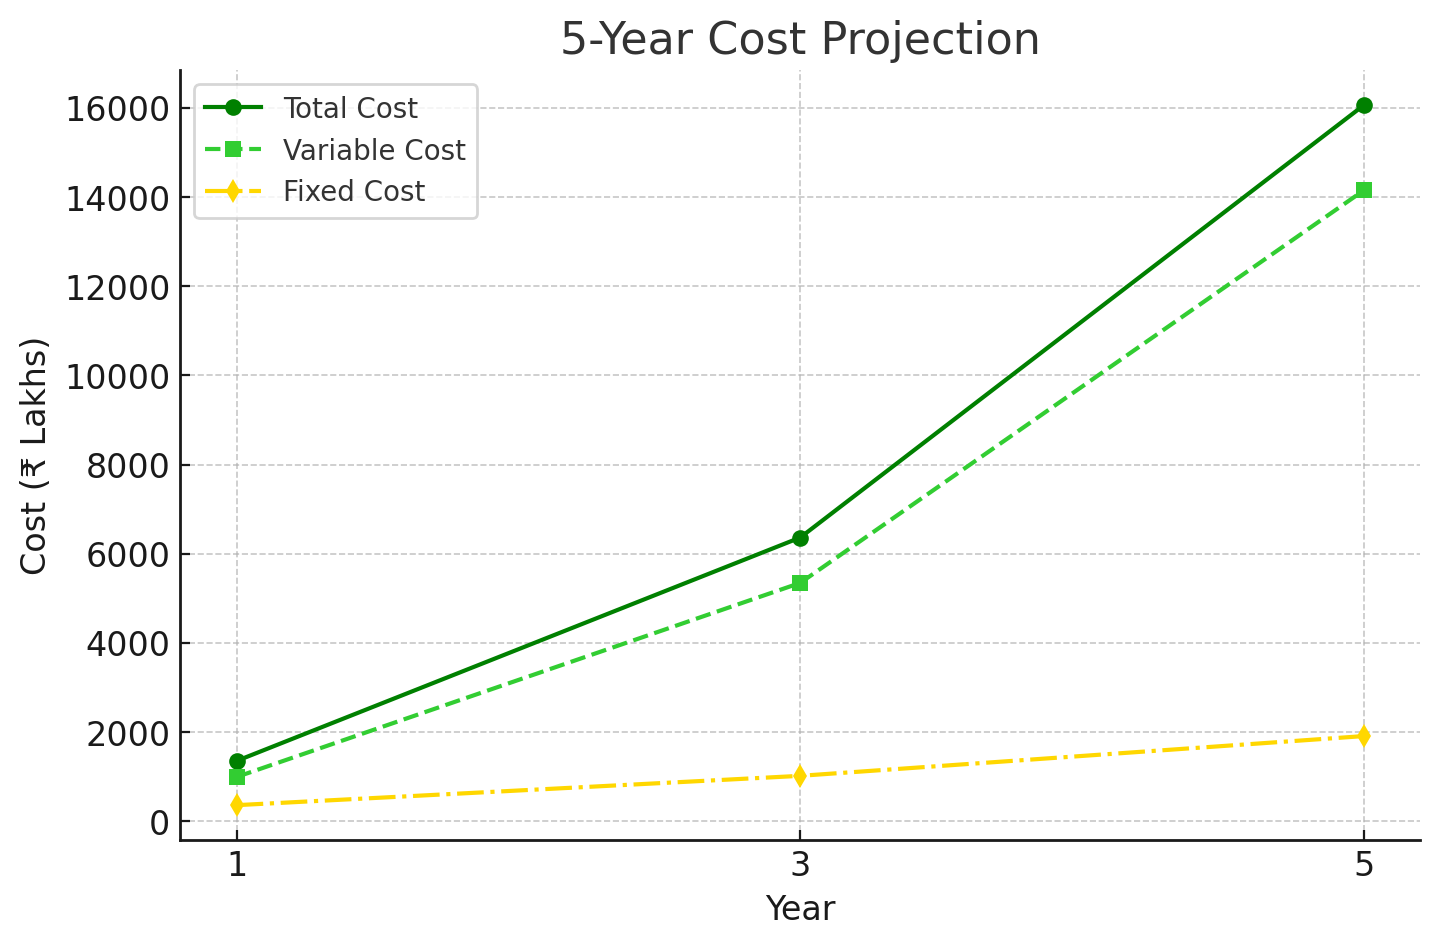 5-Year Cost Projection
Total Cost
Variable Cost
Fixed Cost
Cost (₹ Lakhs)
16000
14000
12000
10000
8000
6000
4000
2000
0
1 3 5
Year